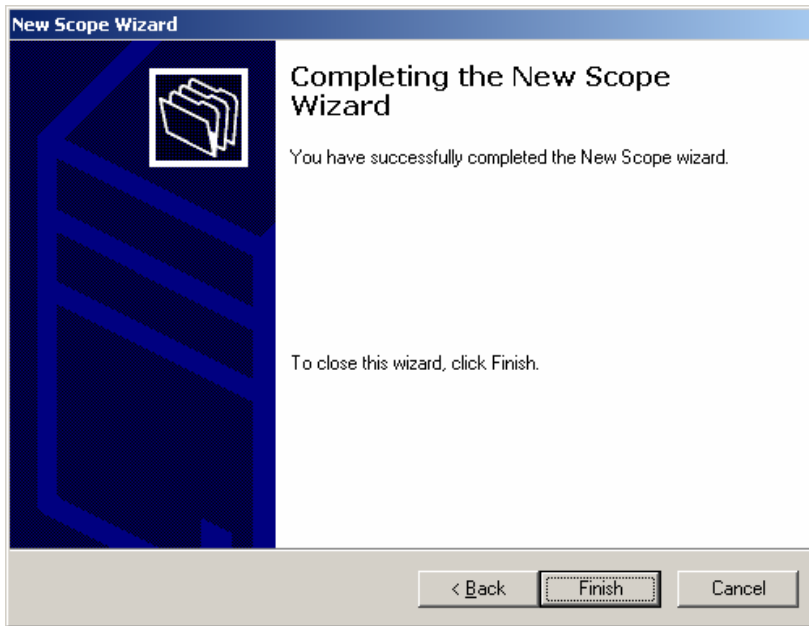 New Scope Wizard
Completing the New Scope
Wizard
You have successfully completed the New Scope wizard.
To close this wizard, click Finish.
< Back
Finish
Cancel